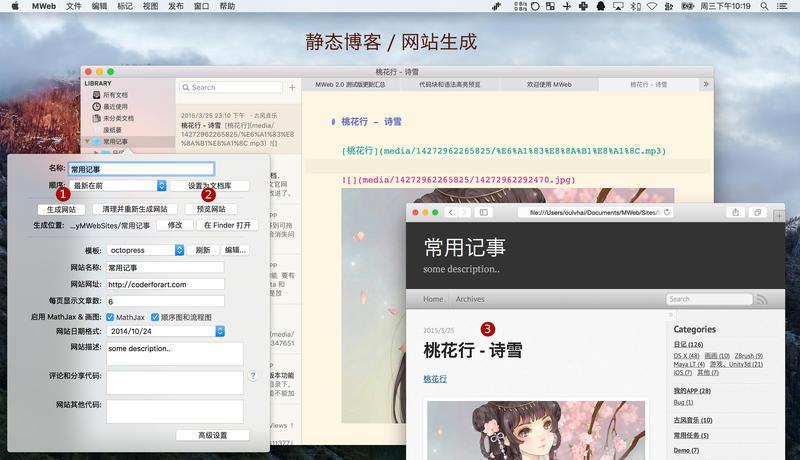 MWeb 文件 编辑 标记 视图 发布 窗口 帮助
0 B/s
0 B/s
周三下午10:19
静态博客 / 网站生成
桃花行 - 诗雪
LIBRARY
所有文档
最近使用
未分类文档
废纸篓
常用记事
Search
MWeb 2.0 测试版更新汇总
代码块和语法高亮预览
欢迎使用 MWeb
桃花行 - 诗雪
2015/3/25 23:10 下午 ・古风音乐
桃花行 - 诗雪 [桃花行](media/
14272962265825/%E6%A1%83%E8
%8A%B1%E8%A1%8C.mp3) ![]
桃花行 - 诗雪
[桃花行](media/14272962265825/%E6%A1%83%E8%8A%B1%E8%A1%8C.mp3)
![](media/14272962265825/14272962292470.jpg)
名称: 常用记事
顺序: 最新在前
设置为文档库
1
2
生成网站
清理并重新生成网站
预览网站
生成位置: ...yMWebSites/常用记事
修改
在 Finder 打开
模板: octopress
刷新
编辑...
网站名称: 常用记事
网站网址: http://coderforart.com
每页显示文章数: 6
启用 MathJax & 画图: MathJax 顺序图和流程图
网站日期格式: 2014/10/24
网站描述: some description..
评论和分享代码:
?
网站其他代码:
高级设置
file:///Users/oulvhai/Documents/MWeb/Sites/
常用记事
some description..
Home
Archives
Search
2015/3/25
3
桃花行 - 诗雪
桃花行
Categories
日记 (126)
OS X (48) 画画 (10) ZBrush (9)
Maya LT (4) 游戏、Unity3d (21)
iOS (7) 其他 (7)
我的APP (28)
Bug (1)
古风音乐 (10)
常用任务 (5)
Demo (7)